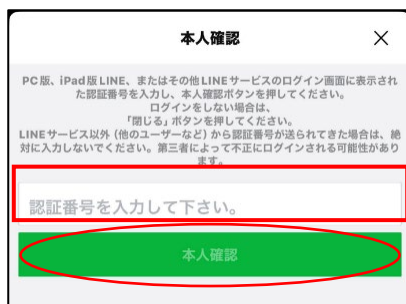 本人確認
PC版、iPad版LINE、またはその他LINEサービスのログイン画面に表示され
た認証番号を入力し、本人確認ボタンを押してください。
ログインをしない場合は、
「閉じる」ボタンを押してください。
LINEサービス以外（他のユーザーなど）から認証番号が送られてきた場合は、絶
対に入力しないでください。第三者によって不正にログインされる可能性があり
ます。
認証番号を入力して下さい。
本人確認